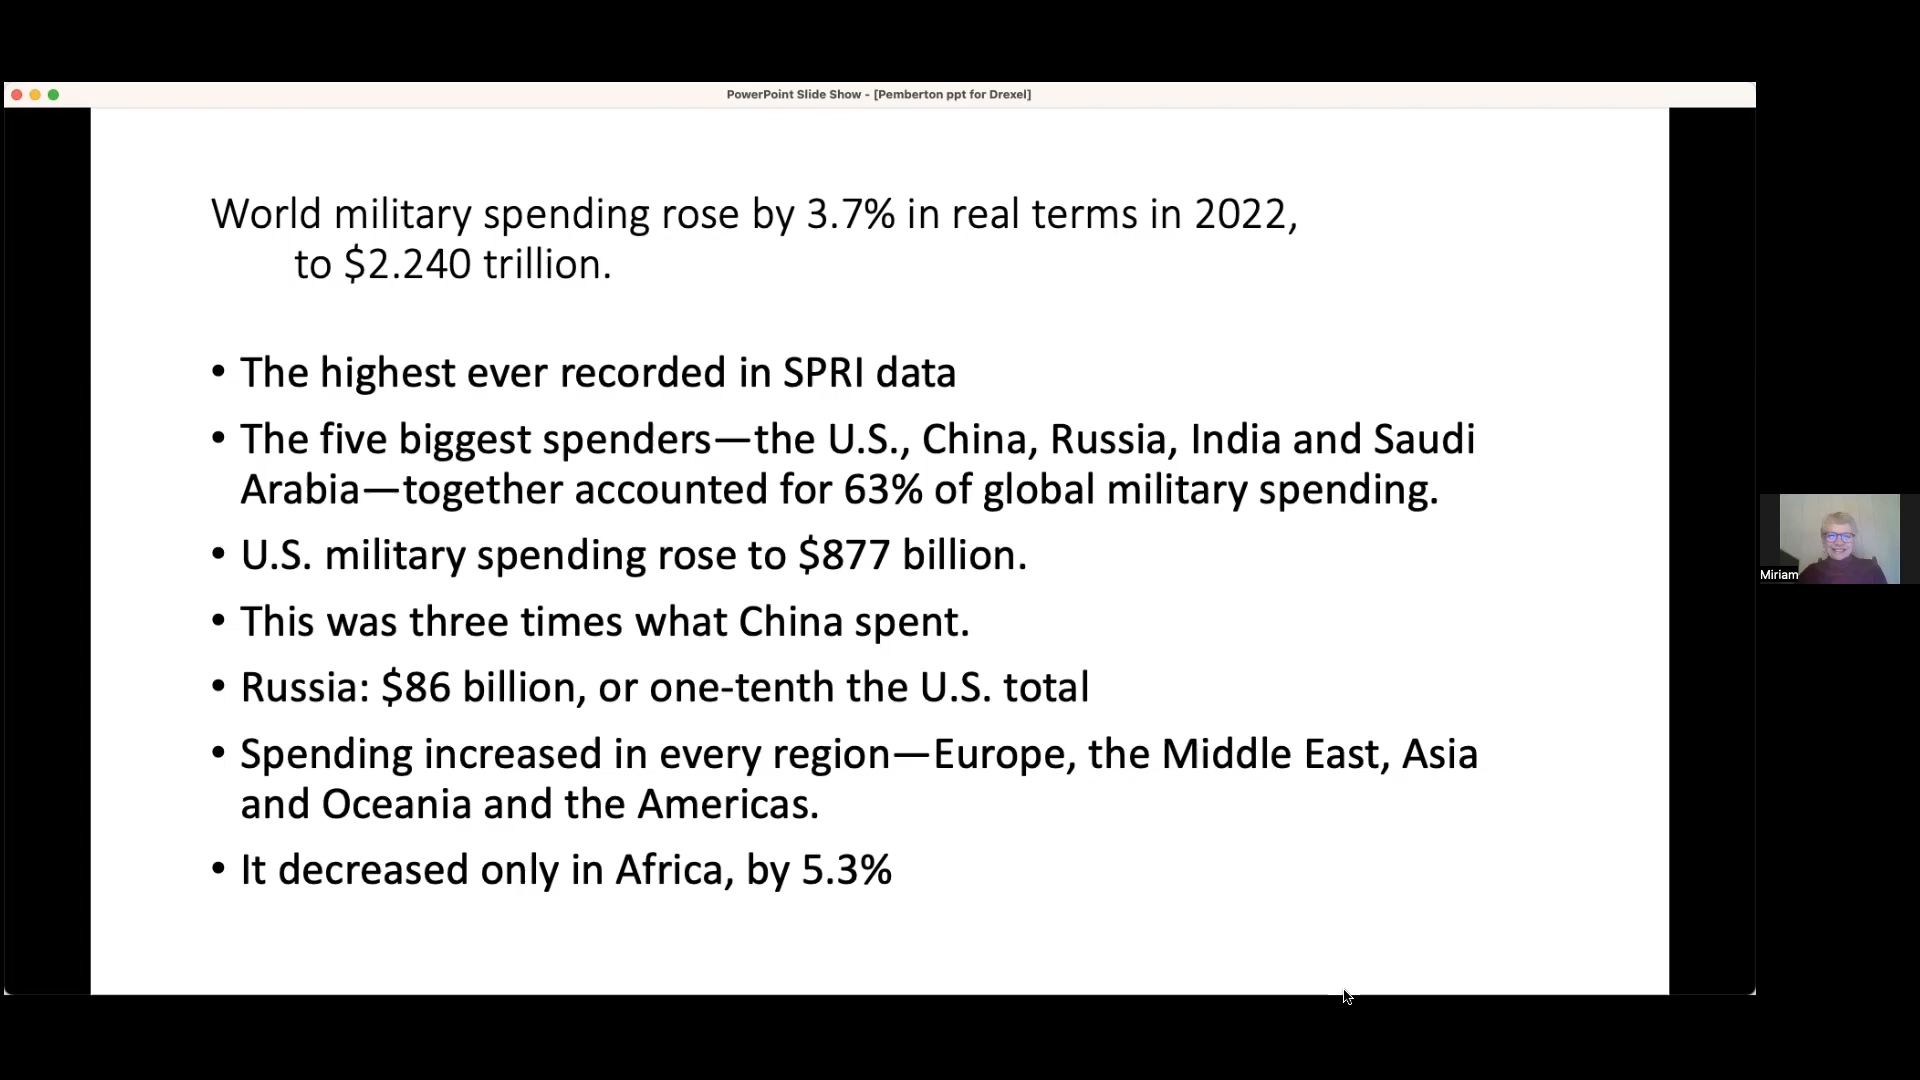 PowerPoint Slide Show - [Pemberton ppt for Drexel]
World military spending rose by 3.7% in real terms in 2022,
to $2.240 trillion.
• The highest ever recorded in SPRI data
• The five biggest spenders—the U.S., China, Russia, India and Saudi
Arabia—together accounted for 63% of global military spending.
• U.S. military spending rose to $877 billion.
• This was three times what China spent.
• Russia: $86 billion, or one-tenth the U.S. total
• Spending increased in every region—Europe, the Middle East, Asia
and Oceania and the Americas.
• It decreased only in Africa, by 5.3%
Miriam